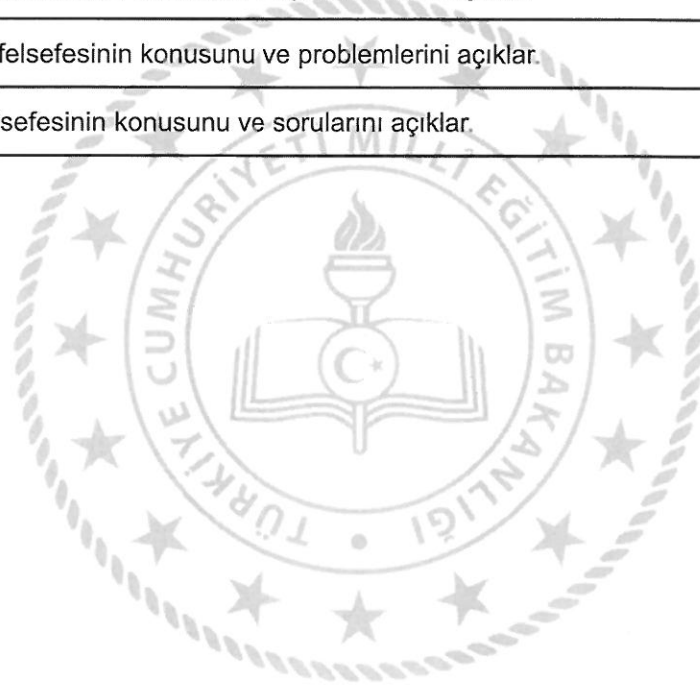 felsefesinin konusunu ve problemlerini açıklar.
sefesinin konusunu ve sorularını açıklar.
TÜRKİYE CUMHURİYETİ MİLLÎ EĞİTİM BAKANLIĞI